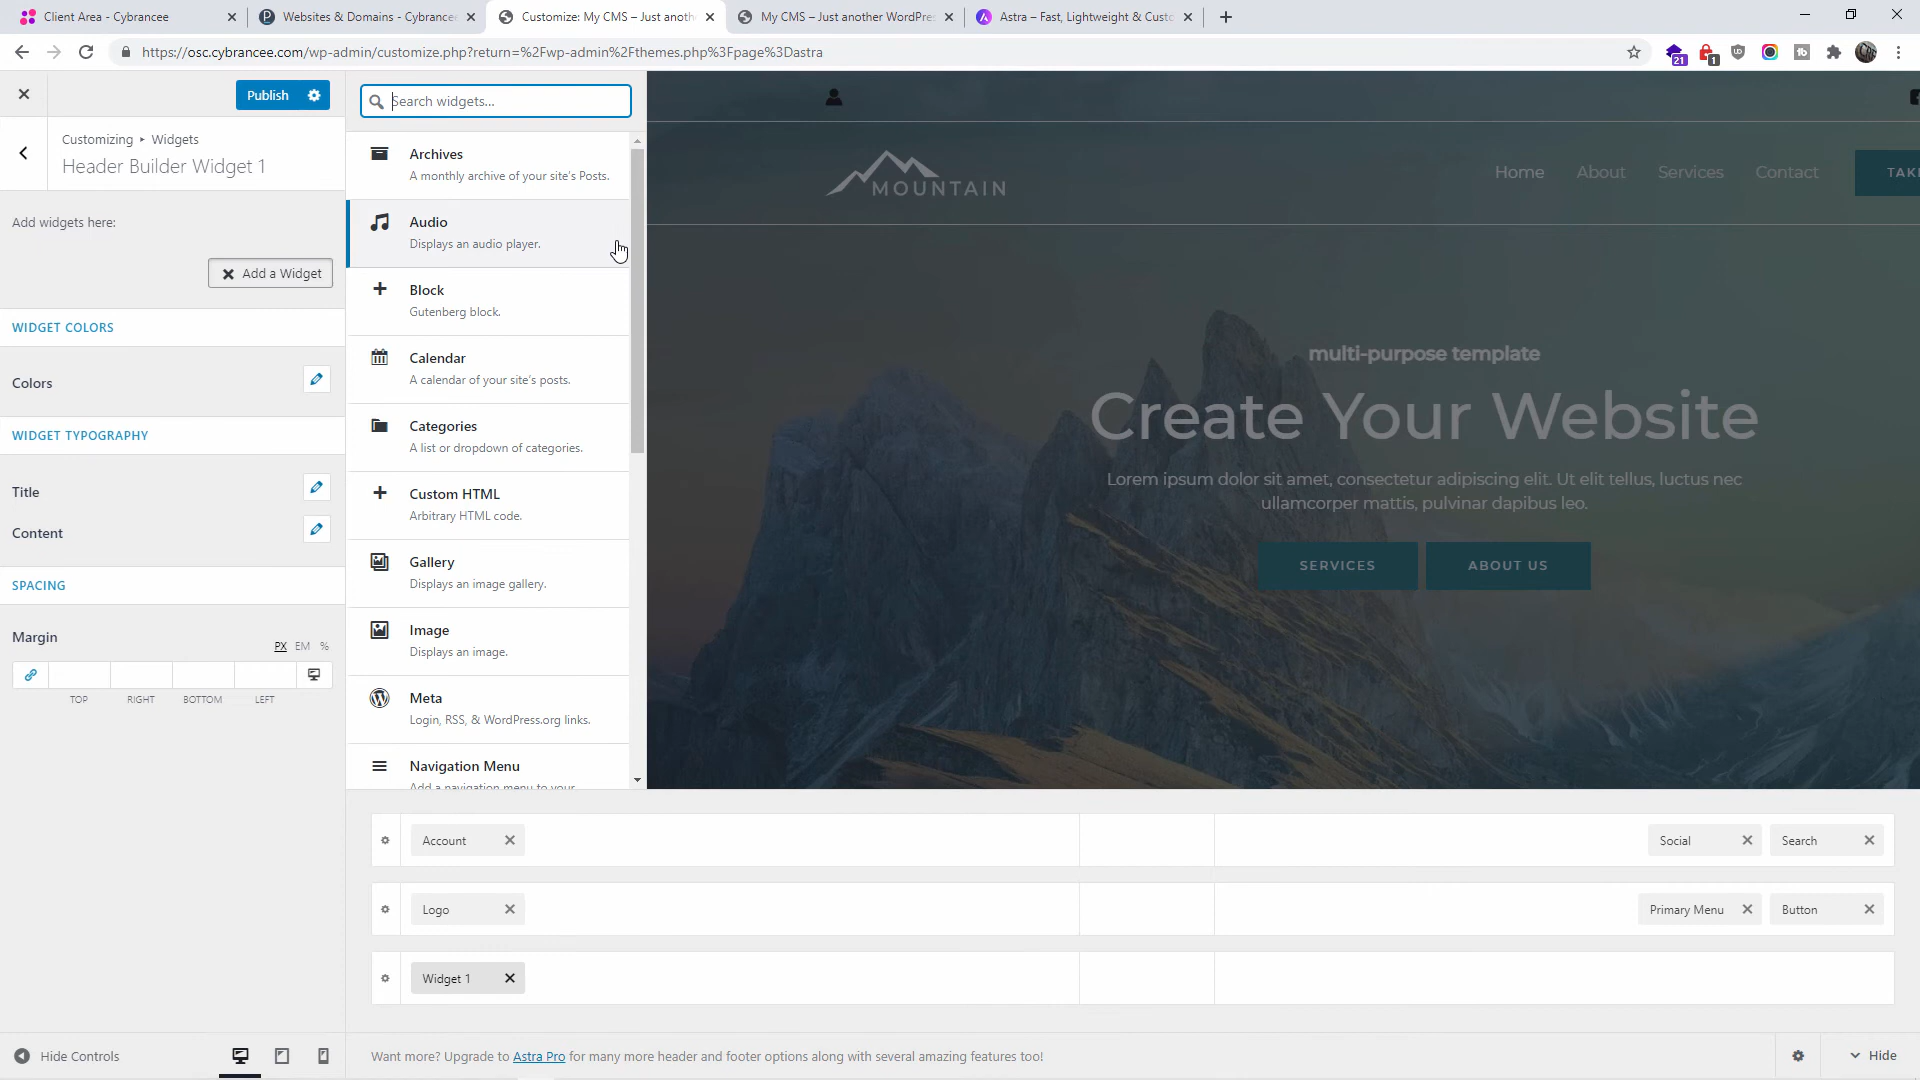 Client Area - Cybrancee
Websites & Domains - Cybrancee
Customize: My CMS – Just anoth
My CMS – Just another WordPres
Astra – Fast, Lightweight & Custo
https://osc.cybrancee.com/wp-admin/customize.php?return=%2Fwp-admin%2Fthemes.php%3Fpage%3Dastra
21
1
Publish
Customizing ▸ Widgets
Header Builder Widget 1
Add widgets here:
Add a Widget
WIDGET COLORS
Colors
WIDGET TYPOGRAPHY
Title
Content
SPACING
Margin
PX EM %
TOP RIGHT BOTTOM LEFT
Hide Controls
Search widgets...
Archives
A monthly archive of your site's Posts.
Audio
Displays an audio player.
Block
Gutenberg block.
Calendar
A calendar of your site's posts.
Categories
A list or dropdown of categories.
Custom HTML
Arbitrary HTML code.
Gallery
Displays an image gallery.
Image
Displays an image.
Meta
Login, RSS, & WordPress.org links.
Navigation Menu
Add a navigation menu to your
MOUNTAIN
Home About Services Contact TAKE
multi-purpose template
Create Your Website
Lorem ipsum dolor sit amet, consectetur adipiscing elit. Ut elit tellus, luctus nec
ullamcorper mattis, pulvinar dapibus leo.
SERVICES ABOUT US
Account Social Search
Logo Primary Menu Button
Widget 1
Want more? Upgrade to Astra Pro for many more header and footer options along with several amazing features too!
Hide